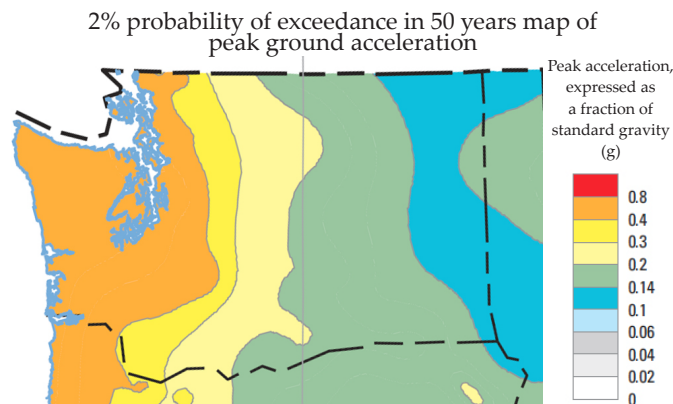 2% probability of exceedance in 50 years map of
peak ground acceleration
Peak acceleration,
expressed as
a fraction of
standard gravity
(g)
0.8
0.4
0.3
0.2
0.14
0.1
0.06
0.04
0.02
0